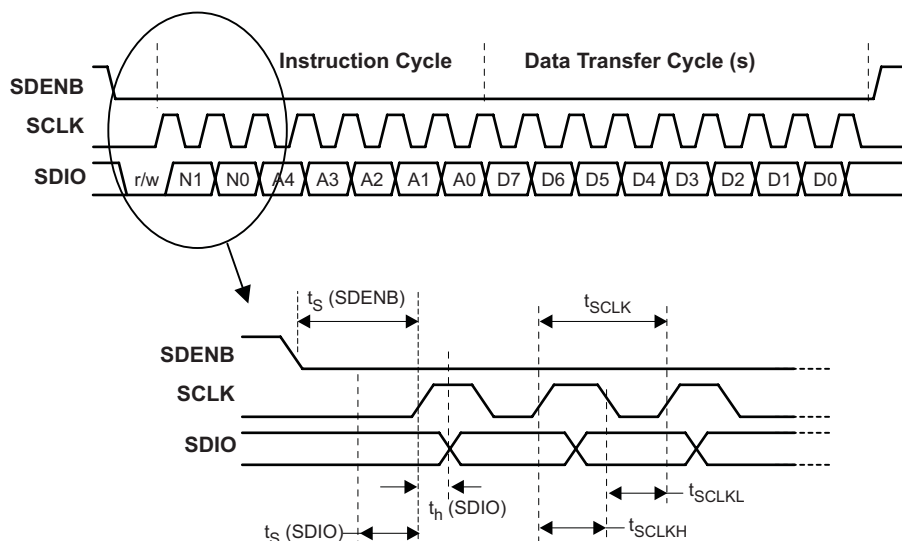 Instruction Cycle Data Transfer Cycle (s)
SDENB
SCLK
SDIO r/w N1 N0 A4 A3 A2 A1 A0 D7 D6 D5 D4 D3 D2 D1 D0
tS (SDENB) tSCLK
SDENB
SCLK
SDIO
th (SDIO) tSCLKL
tS (SDIO) tSCLKH